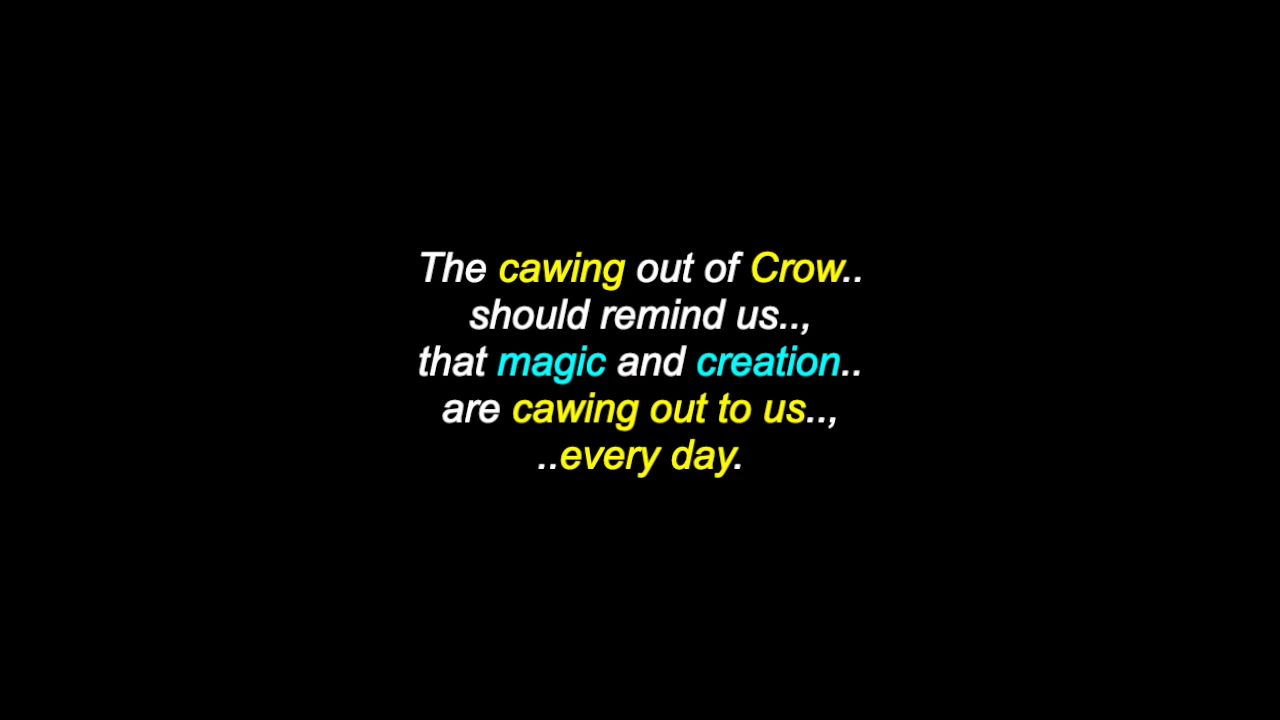 The cawing out of Crow..
should remind us..,
that magic and creation..
are cawing out to us..,
..every day.